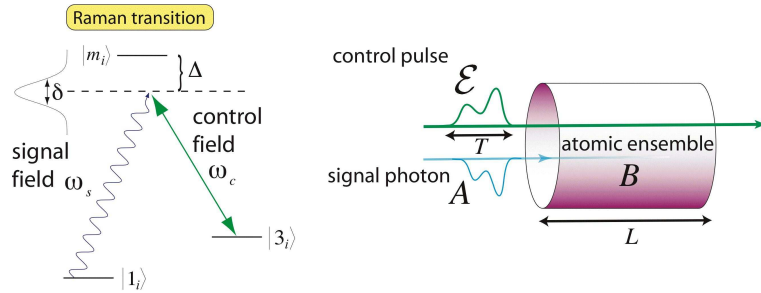 Raman transition
|m_i⟩
Δ
δ
signal
field ω_s
control
field
ω_c
|3_i⟩
|1_i⟩
control pulse
ℰ
T
signal photon
A
atomic ensemble
B
L